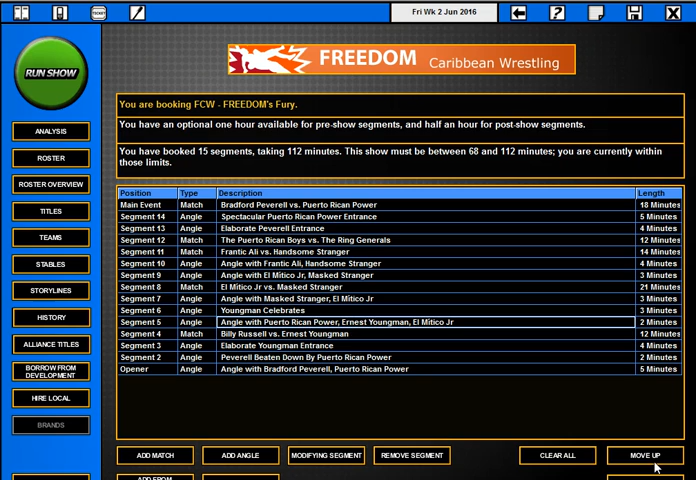 TICKET
Fri Wk 2 Jun 2016
?
X
RUN SHOW
FREEDOM Caribbean Wrestling
You are booking FCW - FREEDOM's Fury.
You have an optional one hour available for pre-show segments, and half an hour for post-show segments.
You have booked 15 segments, taking 112 minutes. This show must be between 68 and 112 minutes; you are currently within
those limits.
ANALYSIS
ROSTER
ROSTER OVERVIEW
TITLES
TEAMS
STABLES
STORYLINES
HISTORY
ALLIANCE TITLES
BORROW FROM
DEVELOPMENT
HIRE LOCAL
BRANDS
Position Type Description Length
Main Event Match Bradford Peverell vs. Puerto Rican Power 18 Minutes
Segment 14 Angle Spectacular Puerto Rican Power Entrance 5 Minutes
Segment 13 Angle Elaborate Peverell Entrance 4 Minutes
Segment 12 Match The Puerto Rican Boys vs. The Ring Generals 12 Minutes
Segment 11 Match Frantic Ali vs. Handsome Stranger 14 Minutes
Segment 10 Angle Angle with Frantic Ali, Handsome Stranger 4 Minutes
Segment 9 Angle Angle with El Mitico Jr, Masked Stranger 3 Minutes
Segment 8 Match El Mitico Jr vs. Masked Stranger 21 Minutes
Segment 7 Angle Angle with Masked Stranger, El Mitico Jr 3 Minutes
Segment 6 Angle Youngman Celebrates 3 Minutes
Segment 5 Angle Angle with Puerto Rican Power, Ernest Youngman, El Mitico Jr 2 Minutes
Segment 4 Match Billy Russell vs. Ernest Youngman 12 Minutes
Segment 3 Angle Elaborate Youngman Entrance 4 Minutes
Segment 2 Angle Peverell Beaten Down By Puerto Rican Power 2 Minutes
Opener Angle Angle with Bradford Peverell, Puerto Rican Power 5 Minutes
ADD MATCH
ADD ANGLE
MODIFYING SEGMENT
REMOVE SEGMENT
CLEAR ALL
MOVE UP
ADD FROM